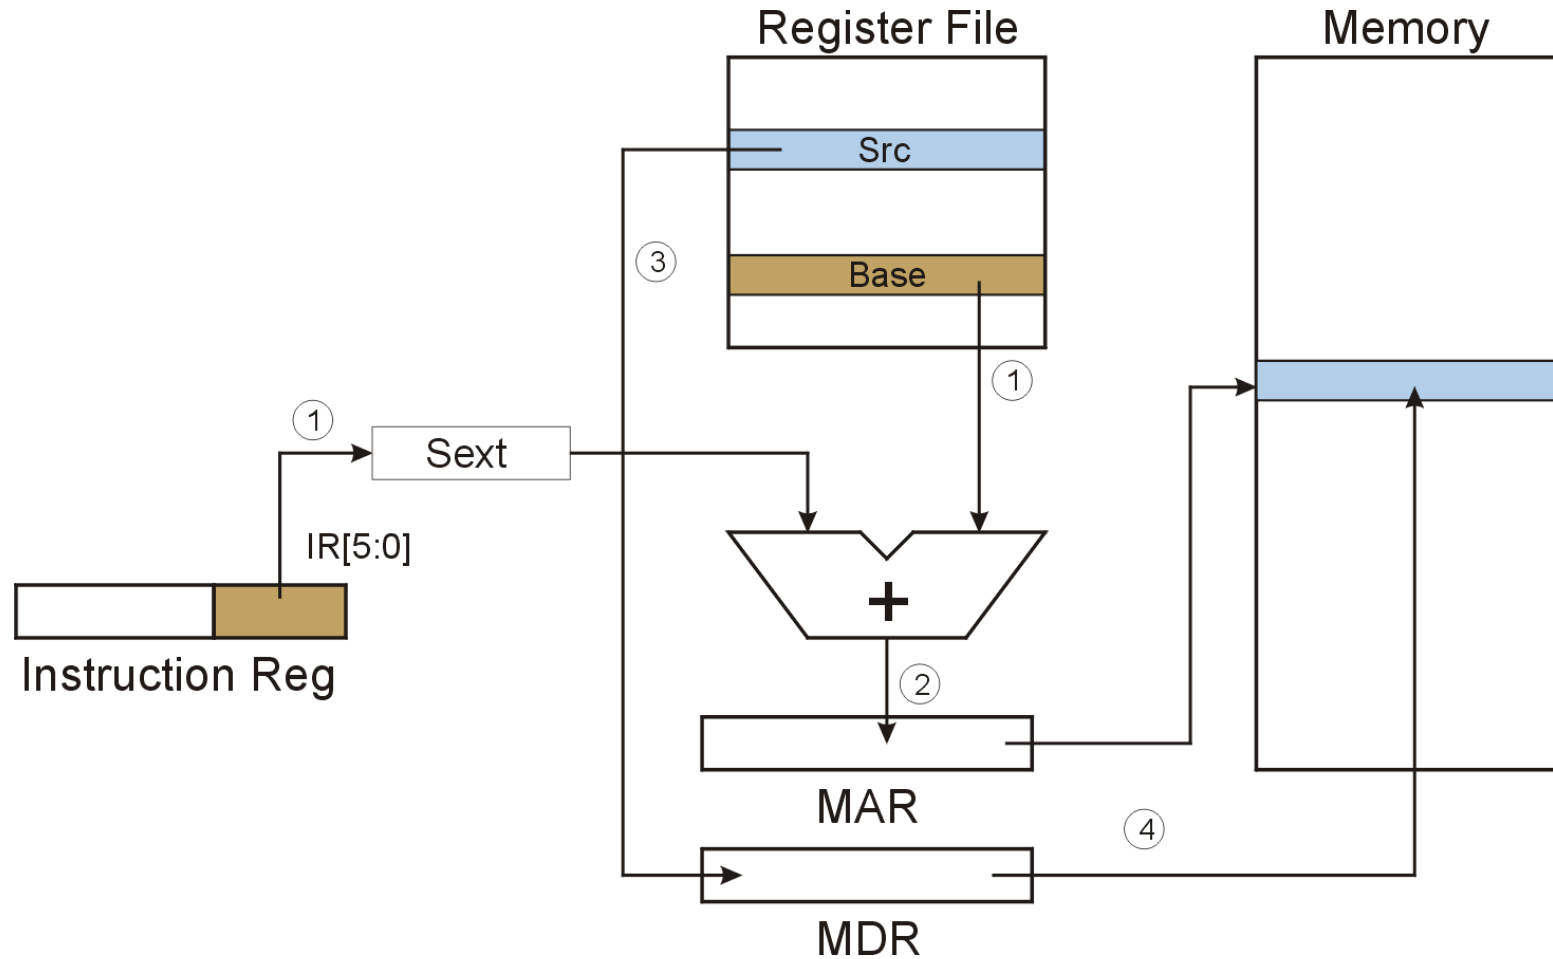 Register File
Memory
Src
3
Base
1
1
Sext
IR[5:0]
+
Instruction Reg
2
MAR
4
MDR